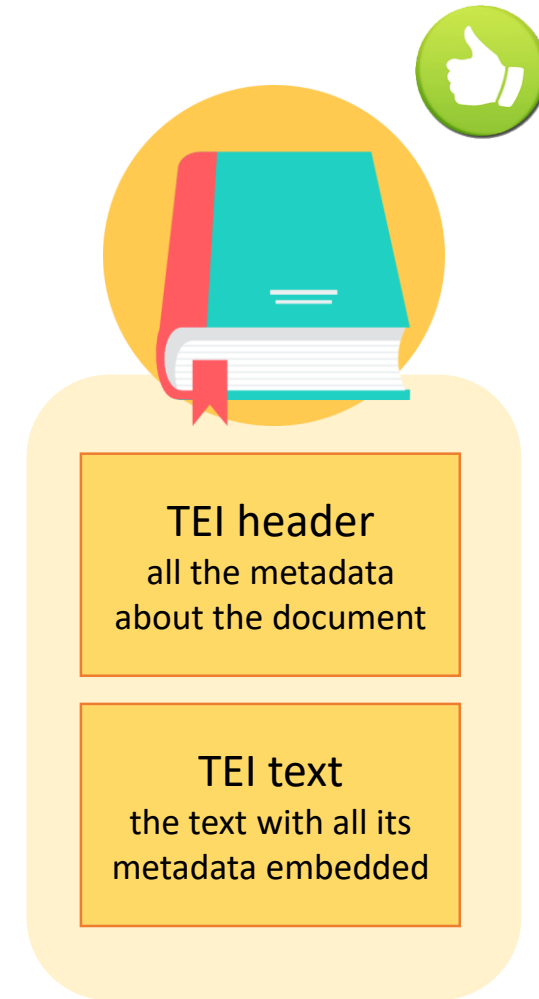 TEI header
all the metadata
about the document
TEI text
the text with all its
metadata embedded